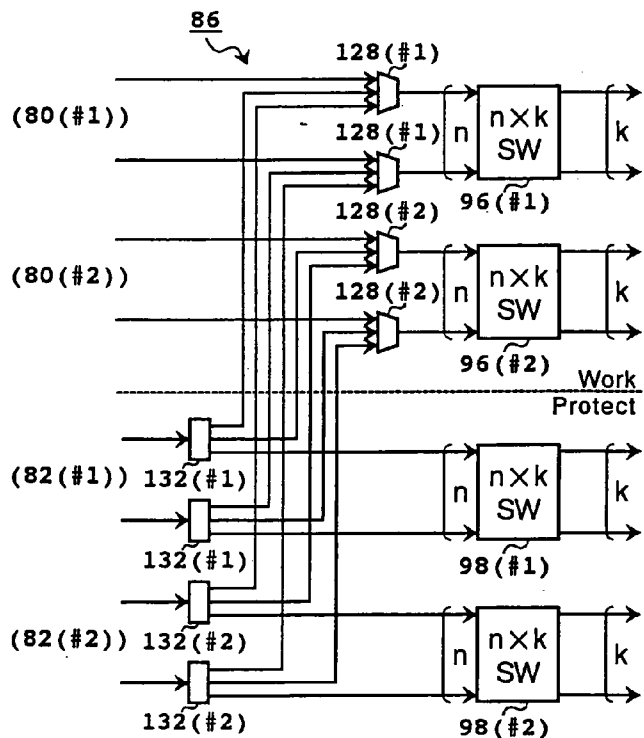 86
128(#1)
(80(#1))
n
n×k
SW
k
128(#1)
96(#1)
128(#2)
(80(#2))
n
n×k
SW
k
128(#2)
96(#2)
Work
Protect
(82(#1))
132(#1)
n
n×k
SW
k
132(#1)
98(#1)
(82(#2))
132(#2)
n
n×k
SW
k
132(#2)
98(#2)